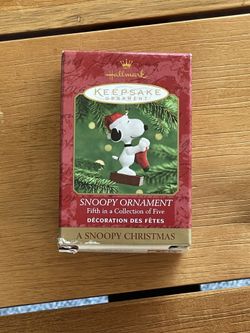 Hallmark
KEEPSAKE
ORNAMENT
SNOOPY ORNAMENT
Fifth in a Collection of Five
DÉCORATION DES FÊTES
A SNOOPY CHRISTMAS